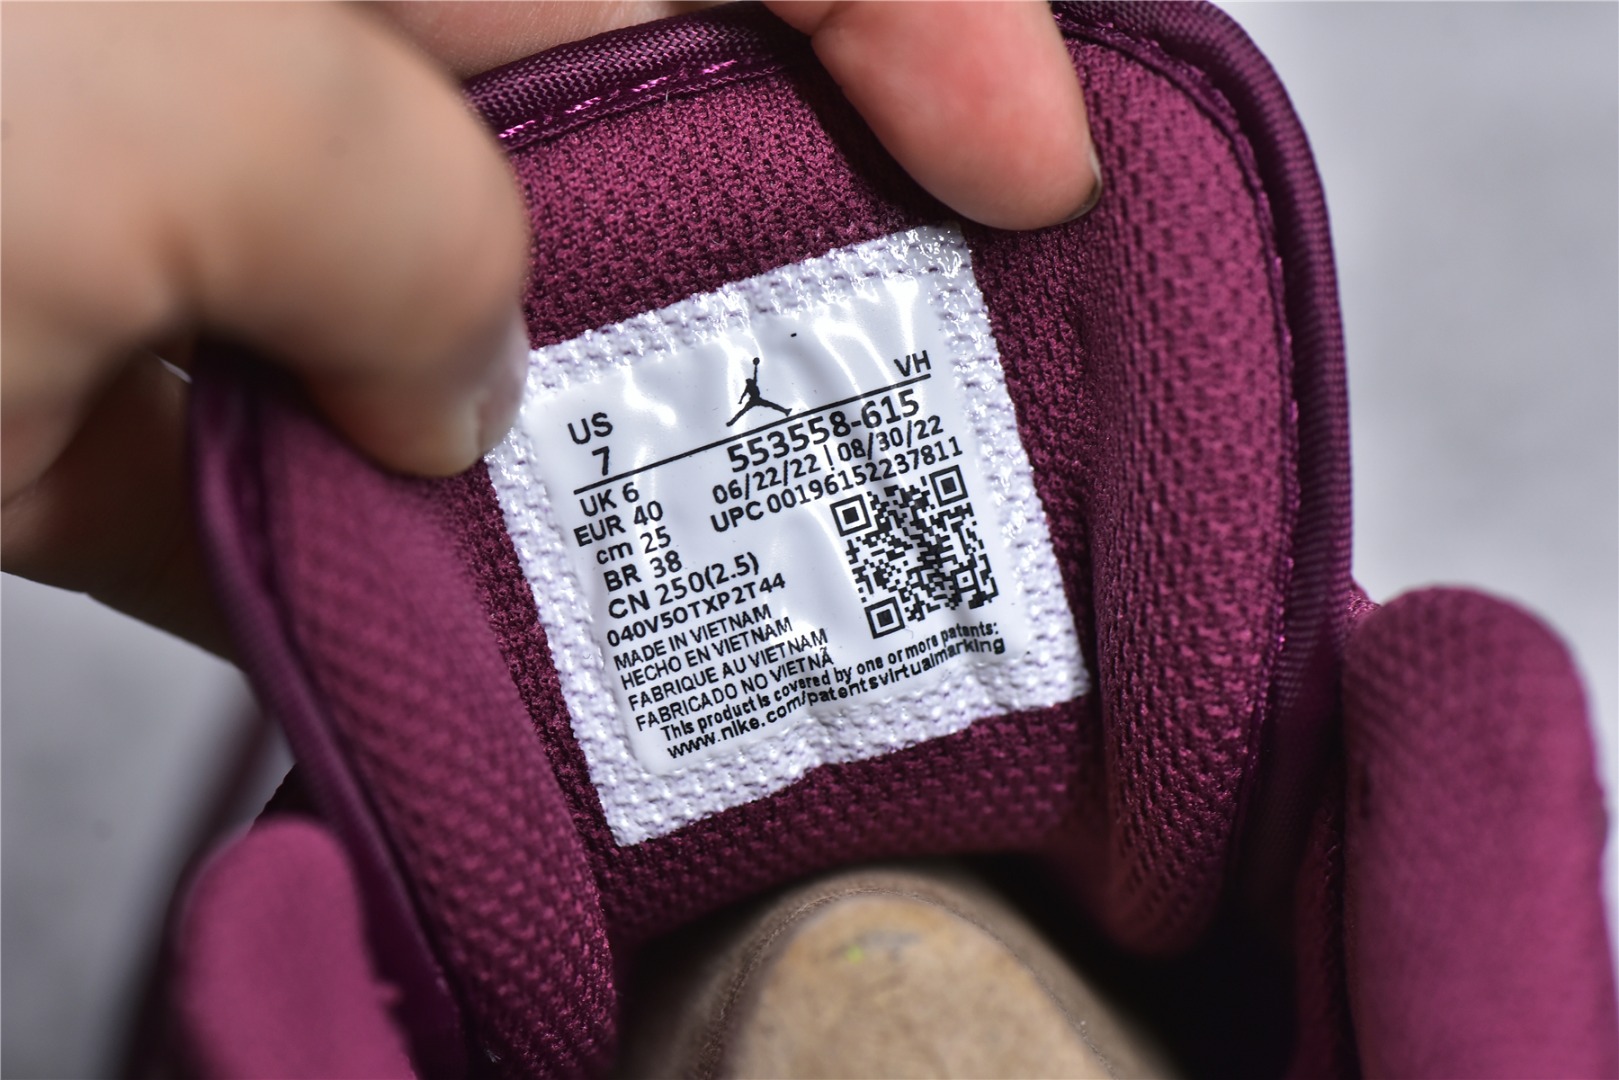 US
7
VH
UK 6
EUR 40
cm 25
BR 38
CN 250(2.5)
553558-615
06/22/22 | 08/30/22
UPC 00196152237811
040V5OTXP2T44
MADE IN VIETNAM
HECHO EN VIETNAM
FABRIQUE AU VIETNAM
FABRICADO NO VIETNÃ
This product is covered by one or more patents:
www.nike.com/patentsvirtualmarking